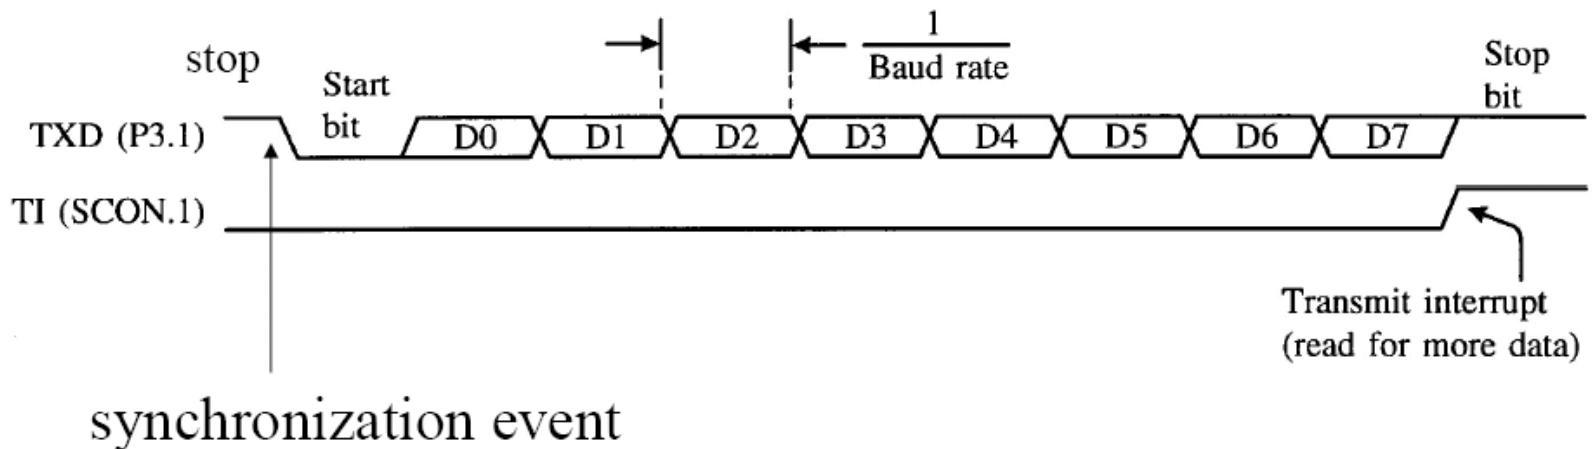 stop
Start
bit
1
Baud rate
Stop
bit
TXD (P3.1)
D0 D1 D2 D3 D4 D5 D6 D7
TI (SCON.1)
Transmit interrupt
(read for more data)
synchronization event